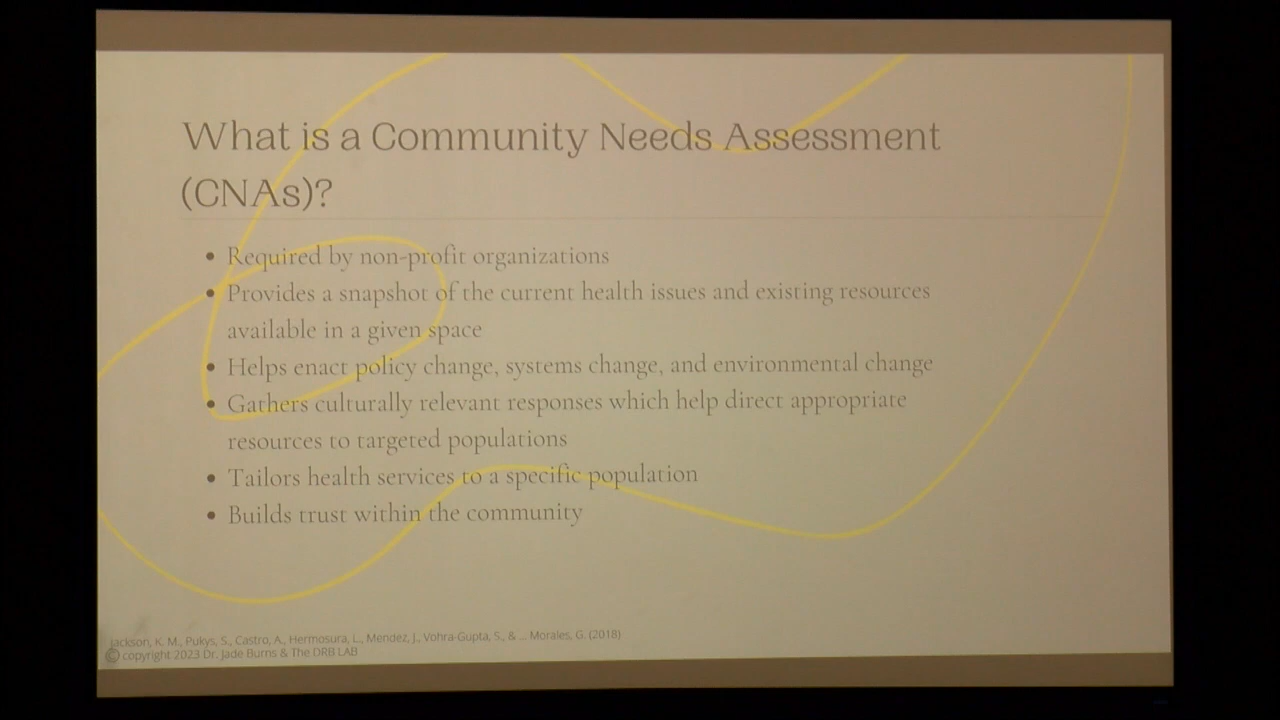 What is a Community Needs Assessment
(CNAs)?
• Required by non-profit organizations
• Provides a snapshot of the current health issues and existing resources
available in a given space
• Helps enact policy change, systems change, and environmental change
• Gathers culturally relevant responses which help direct appropriate
resources to targeted populations
• Tailors health services to a specific population
• Builds trust within the community
Jackson, K. M., Pukys, S., Castro, A., Hermosura, L., Mendez, J., Vohra-Gupta, S., & ... Morales, G. (2018)
© copyright 2023 Dr. Jade Burns & The DRB LAB